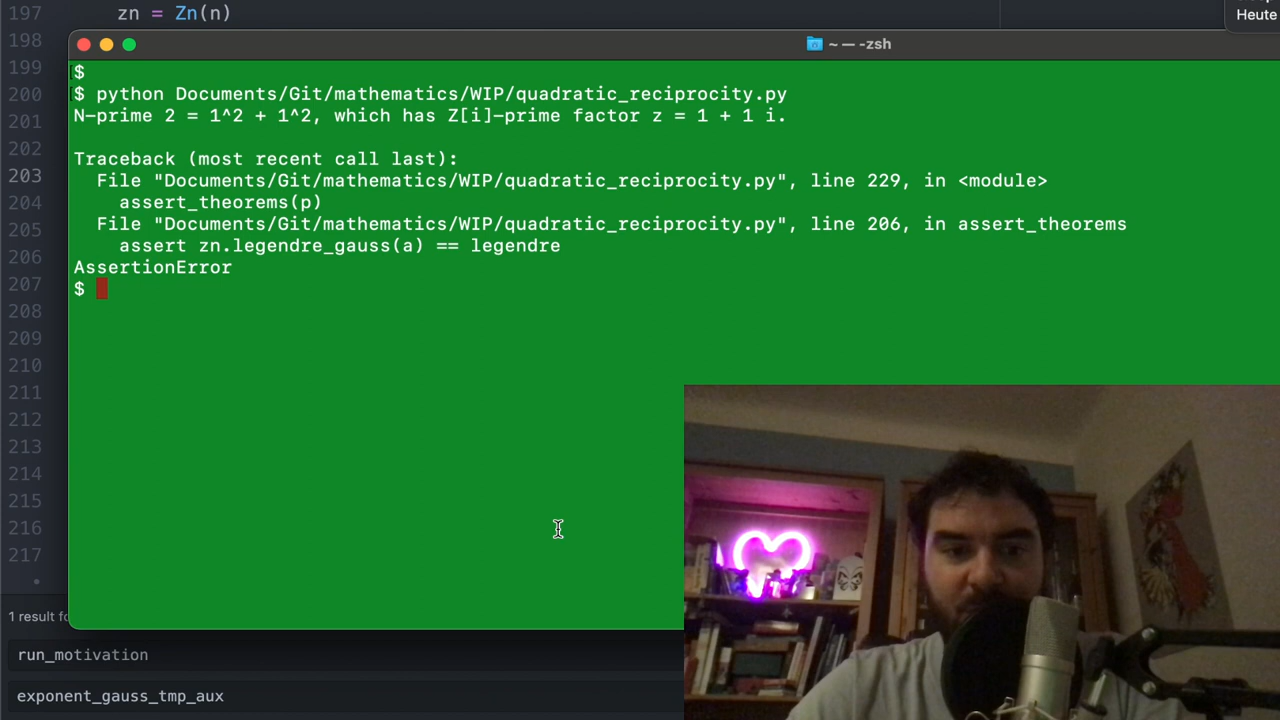 197 zn = Zn(n)
Heute
198
~ — -zsh
199 $
200 $ python Documents/Git/mathematics/WIP/quadratic_reciprocity.py
201 N-prime 2 = 1^2 + 1^2, which has Z[i]-prime factor z = 1 + 1 i.
202 Traceback (most recent call last):
203 File "Documents/Git/mathematics/WIP/quadratic_reciprocity.py", line 229, in <module>
204 assert_theorems(p)
205 File "Documents/Git/mathematics/WIP/quadratic_reciprocity.py", line 206, in assert_theorems
206 assert zn.legendre_gauss(a) == legendre
AssertionError
207 $
208
209
210
211
212
213
214
215
216
217
1 result
run_motivation
exponent_gauss_tmp_aux